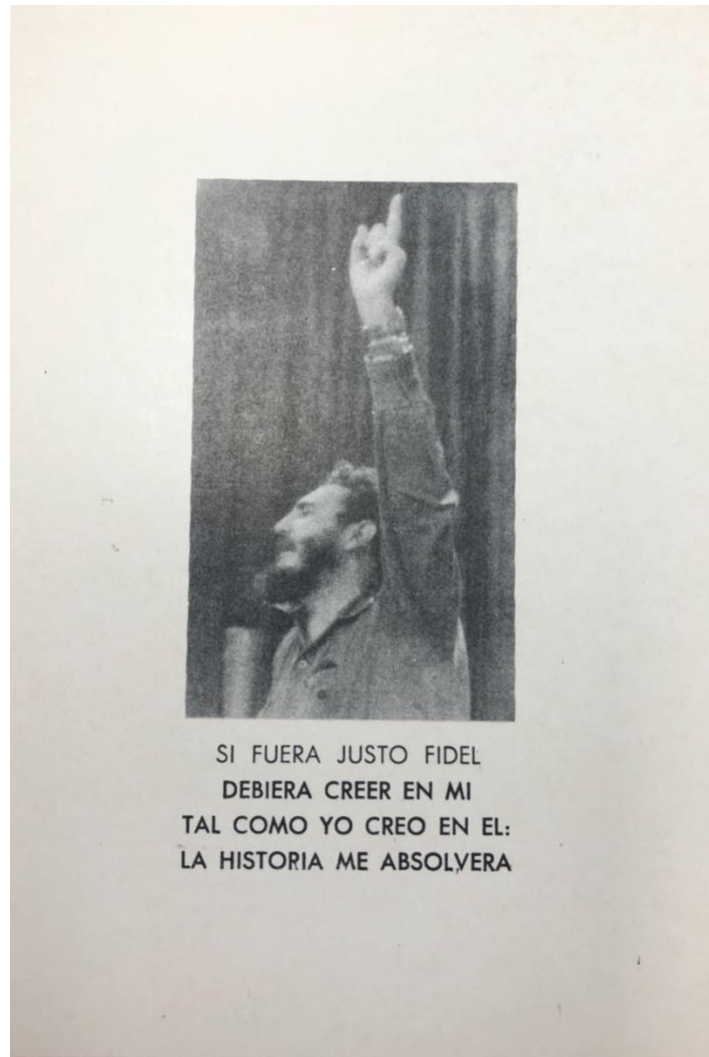 SI FUERA JUSTO FIDEL
DEBIERA CREER EN MI
TAL COMO YO CREO EN EL:
LA HISTORIA ME ABSOLVERA